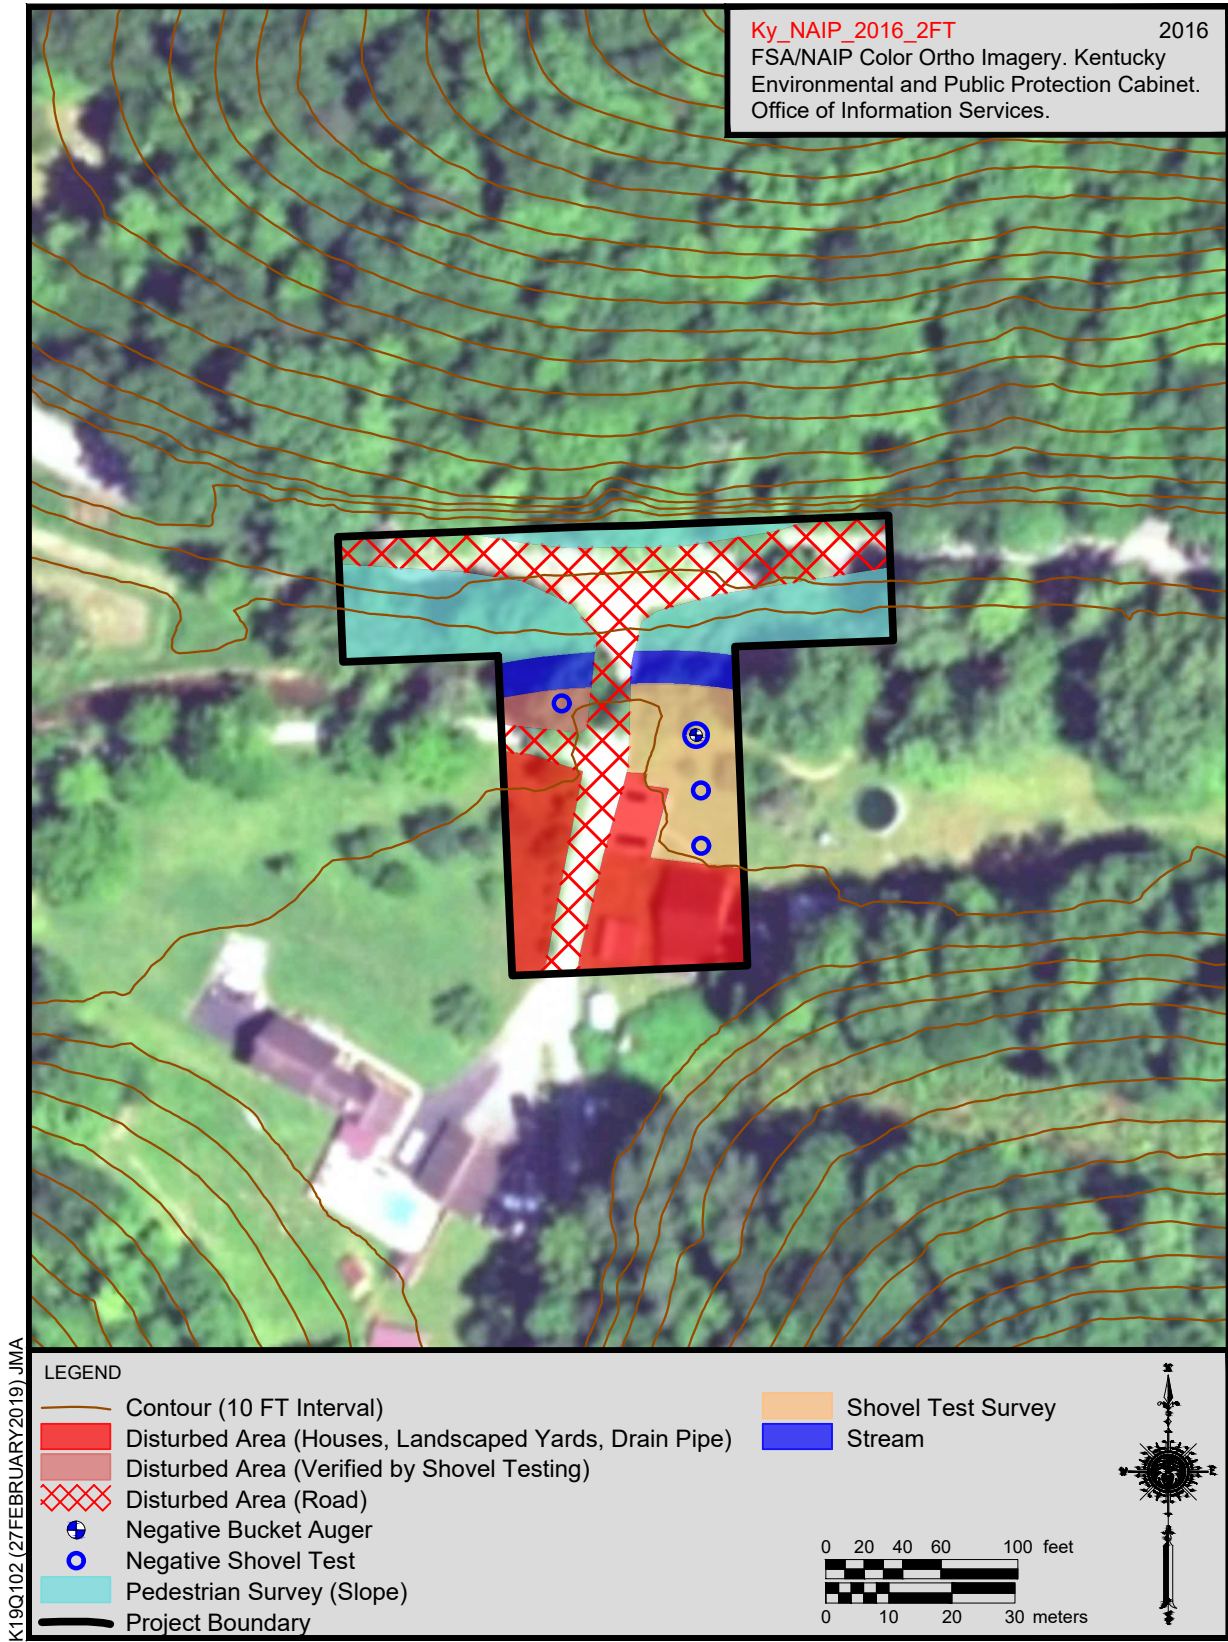 Ky_NAIP_2016_2FT 2016
FSA/NAIP Color Ortho Imagery. Kentucky
Environmental and Public Protection Cabinet.
Office of Information Services.
K19Q102 (27FEBRUARY2019) JMA
LEGEND
Contour (10 FT Interval)
Disturbed Area (Houses, Landscaped Yards, Drain Pipe)
Disturbed Area (Verified by Shovel Testing)
Disturbed Area (Road)
Negative Bucket Auger
Negative Shovel Test
Pedestrian Survey (Slope)
Project Boundary
Shovel Test Survey
Stream
0 20 40 60 100 feet
0 10 20 30 meters